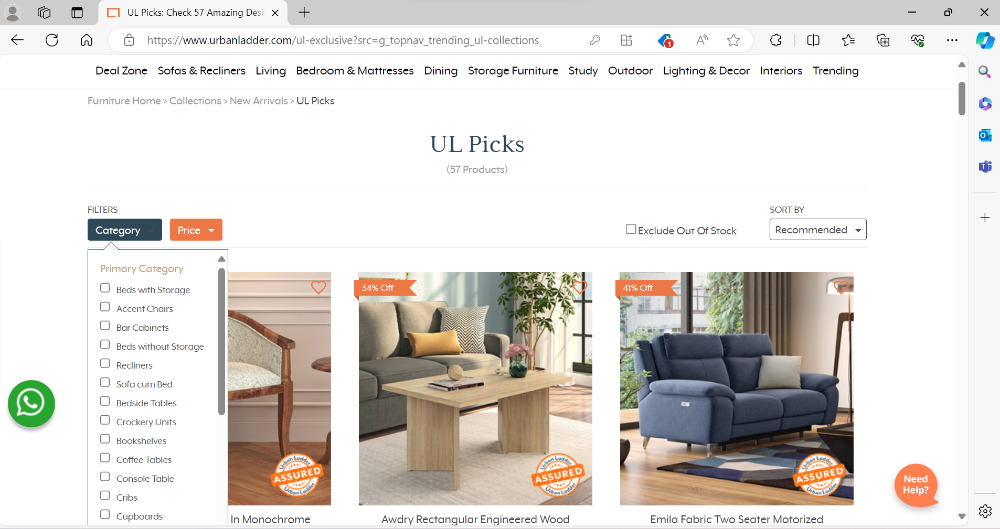 UL Picks: Check 57 Amazing Desi
https://www.urbanladder.com/ul-exclusive?src=g_topnav_trending_ul-collections
1
Deal Zone Sofas & Recliners Living Bedroom & Mattresses Dining Storage Furniture Study Outdoor Lighting & Decor Interiors Trending
Furniture Home > Collections > New Arrivals > UL Picks
UL Picks
(57 Products)
FILTERS
SORT BY
Category Price
Exclude Out Of Stock
Recommended
Primary Category
Beds with Storage
Accent Chairs
Bar Cabinets
Beds without Storage
Recliners
Sofa cum Bed
Bedside Tables
Crockery Units
Bookshelves
Coffee Tables
Console Table
Cribs
Cupboards
34% Off
41% Off
Urban Ladder
ASSURED
Urban Ladder
Urban Ladder
ASSURED
Urban Ladder
Urban Ladder
ASSURED
Urban Ladder
Need
Help?
In Monochrome
Awdry Rectangular Engineered Wood
Emila Fabric Two Seater Motorized